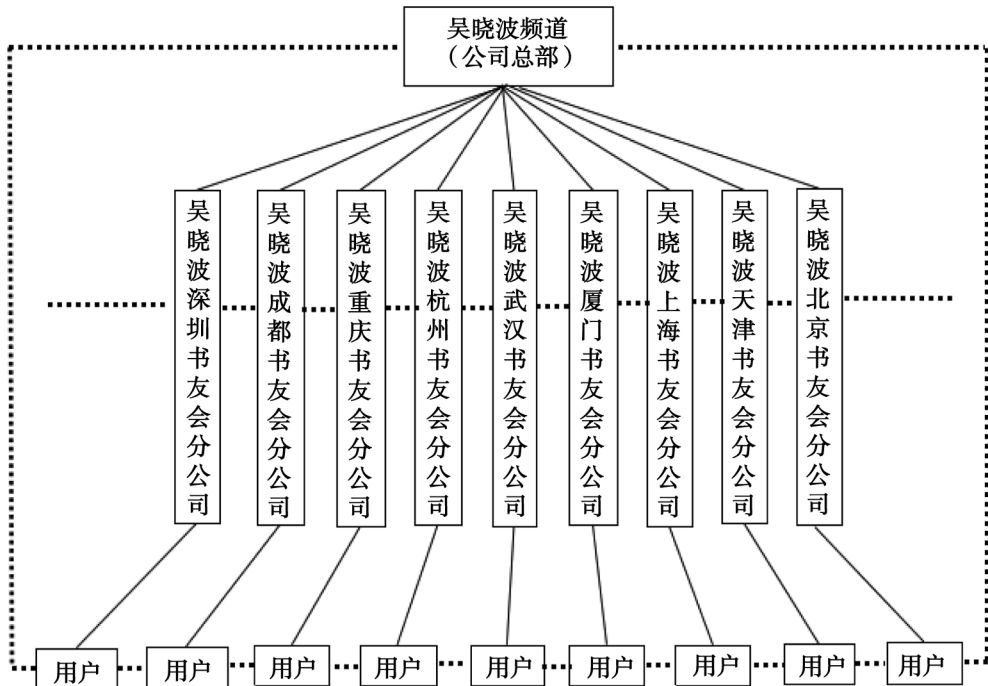 吴晓波频道
（公司总部）
吴晓波深圳书友会分公司
吴晓波成都书友会分公司
吴晓波重庆书友会分公司
吴晓波杭州书友会分公司
吴晓波武汉书友会分公司
吴晓波厦门书友会分公司
吴晓波上海书友会分公司
吴晓波天津书友会分公司
吴晓波北京书友会分公司
用户
用户
用户
用户
用户
用户
用户
用户
用户